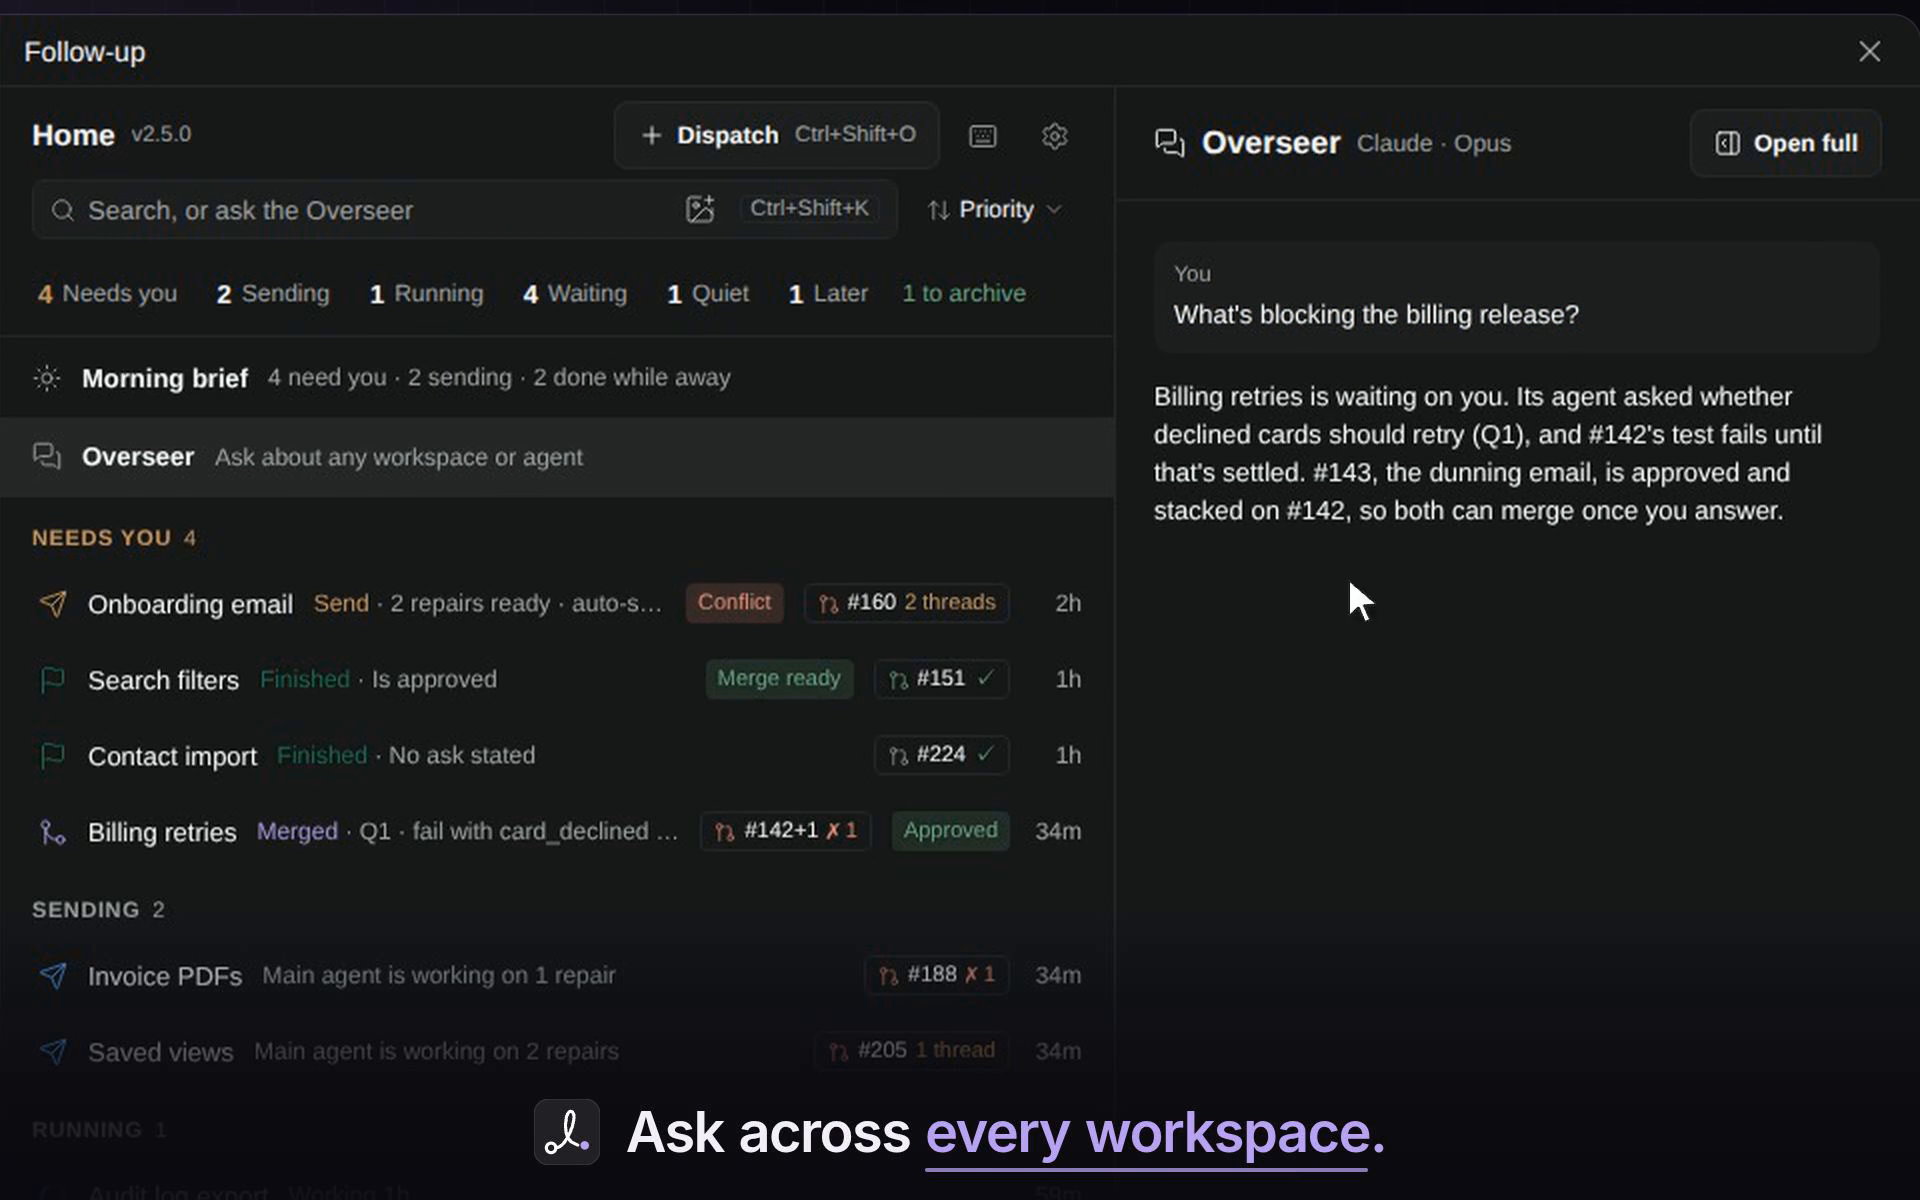 Follow-up
Home v2.5.0
Dispatch Ctrl+Shift+O
Search, or ask the Overseer Ctrl+Shift+K
Priority
4 Needs you 2 Sending 1 Running 4 Waiting 1 Quiet 1 Later 1 to archive
Morning brief 4 need you · 2 sending · 2 done while away
Overseer Ask about any workspace or agent
NEEDS YOU 4
Onboarding email Send · 2 repairs ready · auto-s… Conflict #160 2 threads 2h
Search filters Finished · Is approved Merge ready #151 ✓ 1h
Contact import Finished · No ask stated #224 ✓ 1h
Billing retries Merged · Q1 · fail with card_declined … #142+1 ✗ 1 Approved 34m
SENDING 2
Invoice PDFs Main agent is working on 1 repair #188 ✗ 1 34m
Saved views Main agent is working on 2 repairs #205 1 thread 34m
RUNNING 1
Audit log export Working 1h 59m
Overseer Claude · Opus
Open full
You
What's blocking the billing release?
Billing retries is waiting on you. Its agent asked whether
declined cards should retry (Q1), and #142's test fails until
that's settled. #143, the dunning email, is approved and
stacked on #142, so both can merge once you answer.
Ask across every workspace.